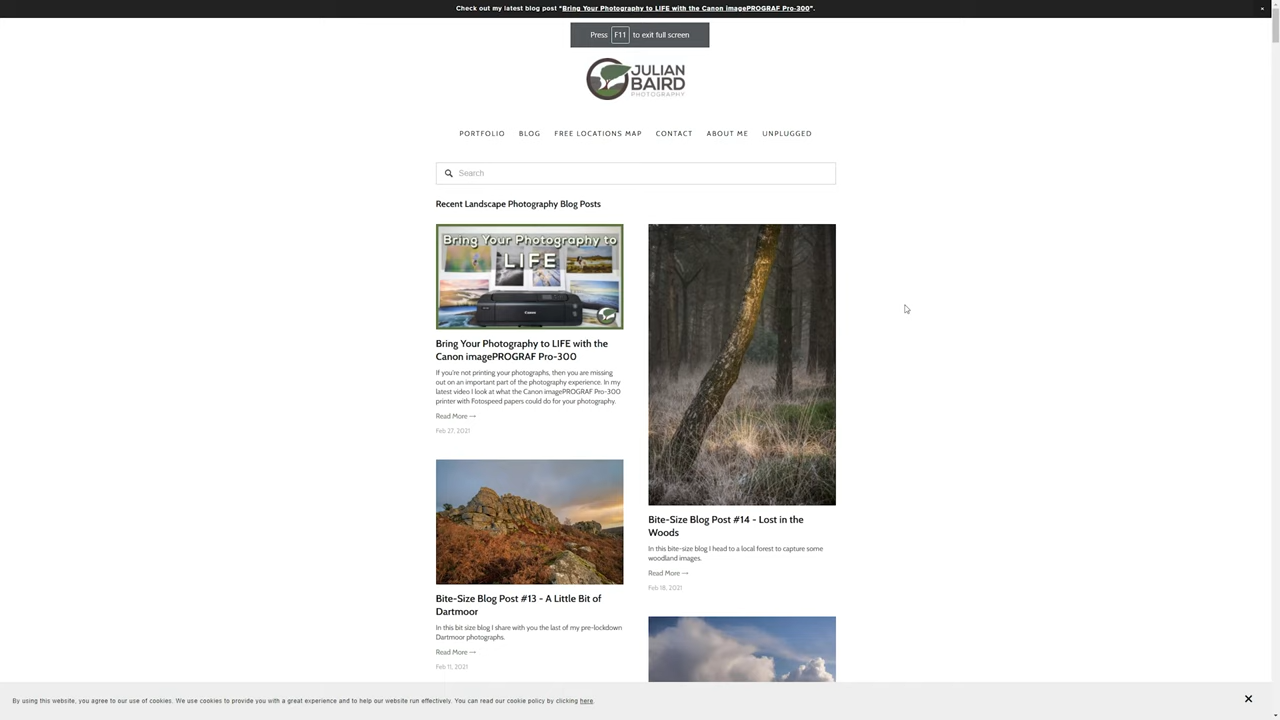 Check out my latest blog post "Bring Your Photography to LIFE with the Canon imagePROGRAF Pro-300".
×
Press F11 to exit full screen
JULIAN
BAIRD
PHOTOGRAPHY
PORTFOLIO BLOG FREE LOCATIONS MAP CONTACT ABOUT ME UNPLUGGED
Search
Recent Landscape Photography Blog Posts
Bring Your Photography to
LIFE
Canon
Bring Your Photography to LIFE with the
Canon imagePROGRAF Pro-300
If you're not printing your photographs, then you are missing
out on an important part of the photography experience. In my
latest video I look at what the Canon imagePROGRAF Pro-300
printer with Fotospeed papers could do for your photography.
Read More →
Feb 27, 2021
Bite-Size Blog Post #14 - Lost in the
Woods
In this bite-size blog I head to a local forest to capture some
woodland images.
Read More →
Feb 18, 2021
Bite-Size Blog Post #13 - A Little Bit of
Dartmoor
In this bit size blog I share with you the last of my pre-lockdown
Dartmoor photographs.
Read More →
Feb 11, 2021
By using this website, you agree to our use of cookies. We use cookies to provide you with a great experience and to help our website run effectively. You can read our cookie policy by clicking here.